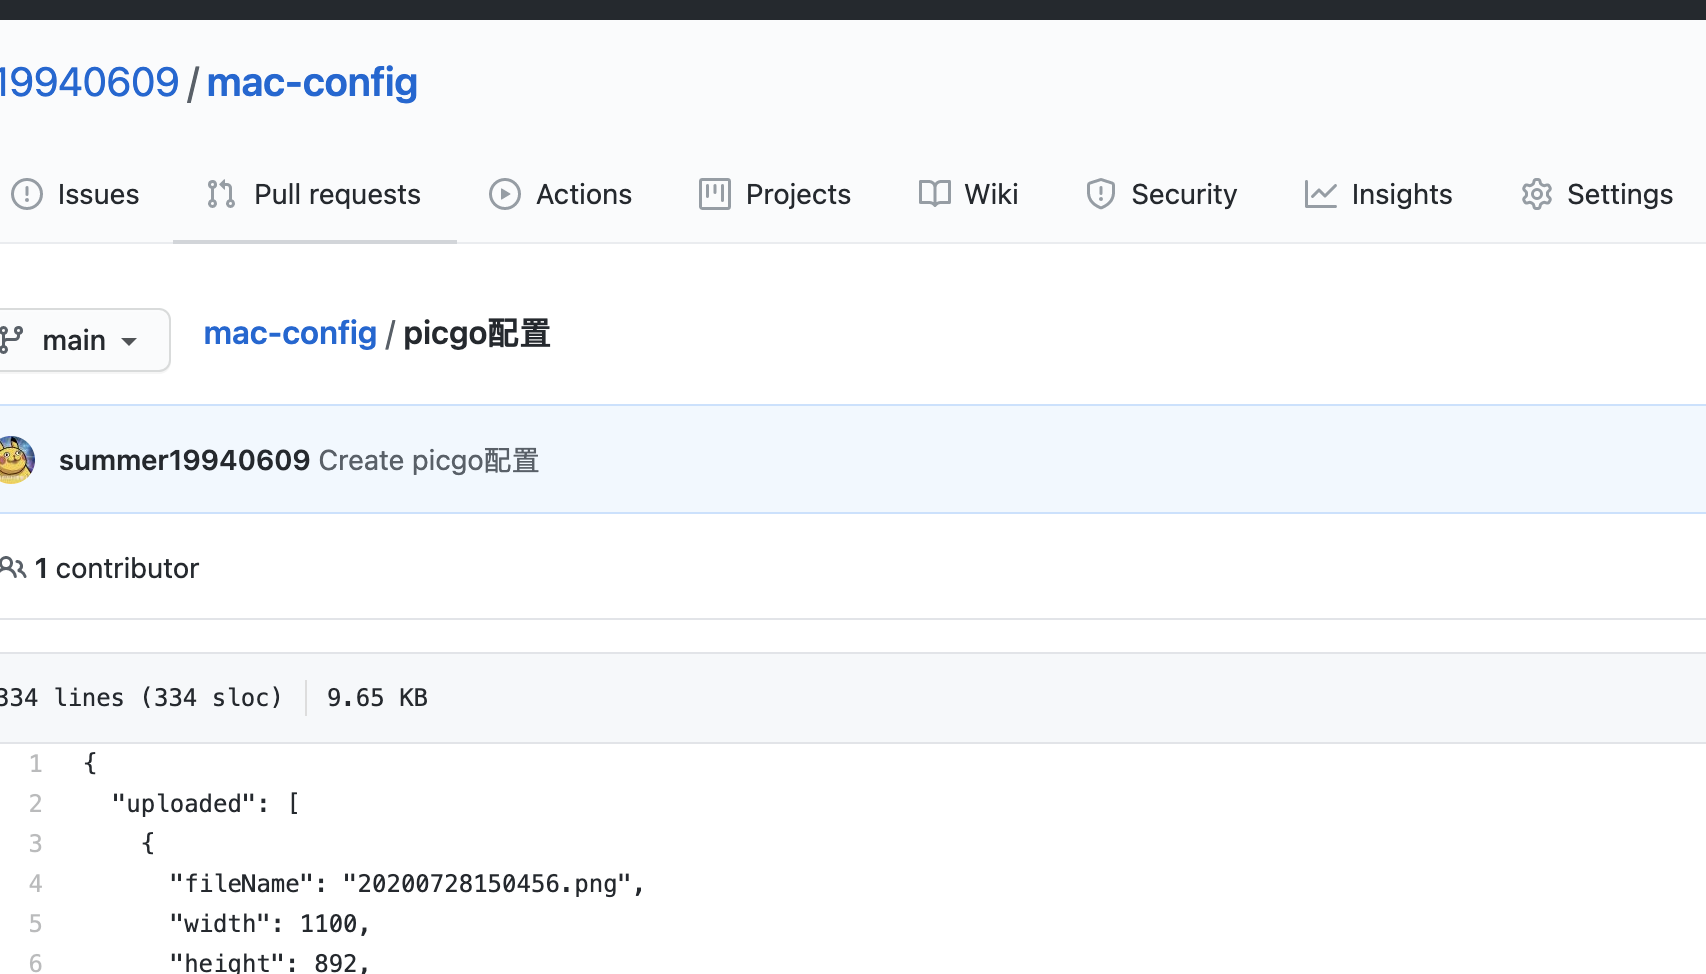 19940609 / mac-config
Issues Pull requests Actions Projects Wiki Security Insights Settings
main mac-config / picgo配置
summer19940609 Create picgo配置
1 contributor
334 lines (334 sloc) 9.65 KB
1 {
2 "uploaded": [
3 {
4 "fileName": "20200728150456.png",
5 "width": 1100,
6 "height": 892,